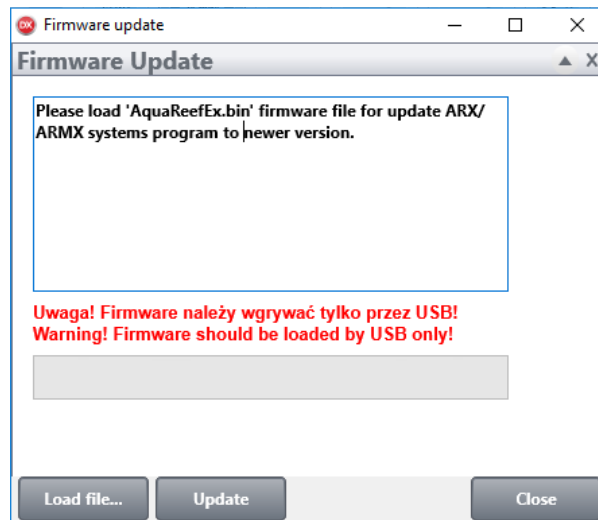 DX Firmware update
Firmware Update
X
Please load 'AquaReefEx.bin' firmware file for update ARX/
ARMX systems program to newer version.
Uwaga! Firmware należy wgrywać tylko przez USB!
Warning! Firmware should be loaded by USB only!
Load file... Update Close